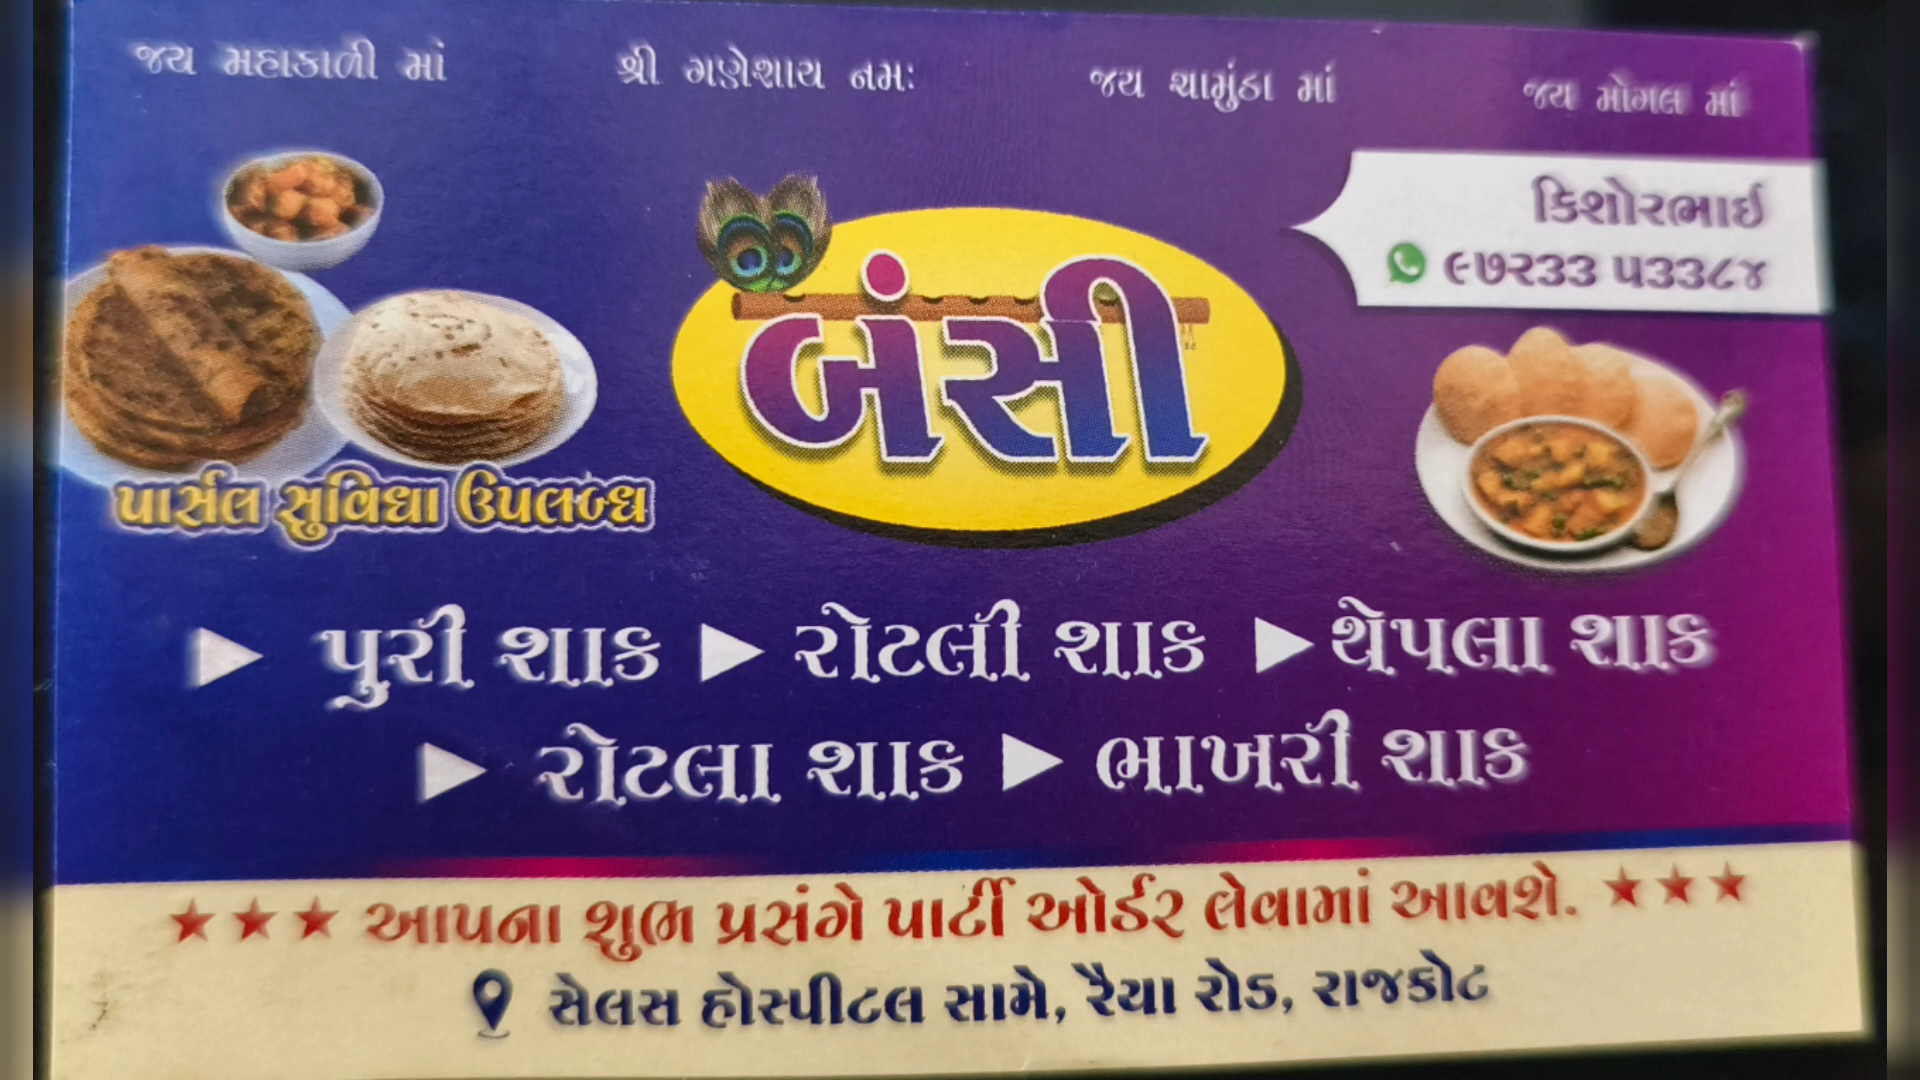 જય મહાકાળી માં શ્રી ગણેશાય નમઃ જય ચામુંડા માં જય મોગલ માં
કિશોરભાઈ
૯૭૨૩૩ ૫૩૩૮૪
બંસી
પાર્સલ સુવિધા ઉપલબ્ધ
પુરી શાક રોટલી શાક થેપલા શાક
રોટલા શાક ભાખરી શાક
આપના શુભ પ્રસંગે પાર્ટી ઓર્ડર લેવામાં આવશે.
સેલસ હોસ્પીટલ સામે, રૈયા રોડ, રાજકોટ